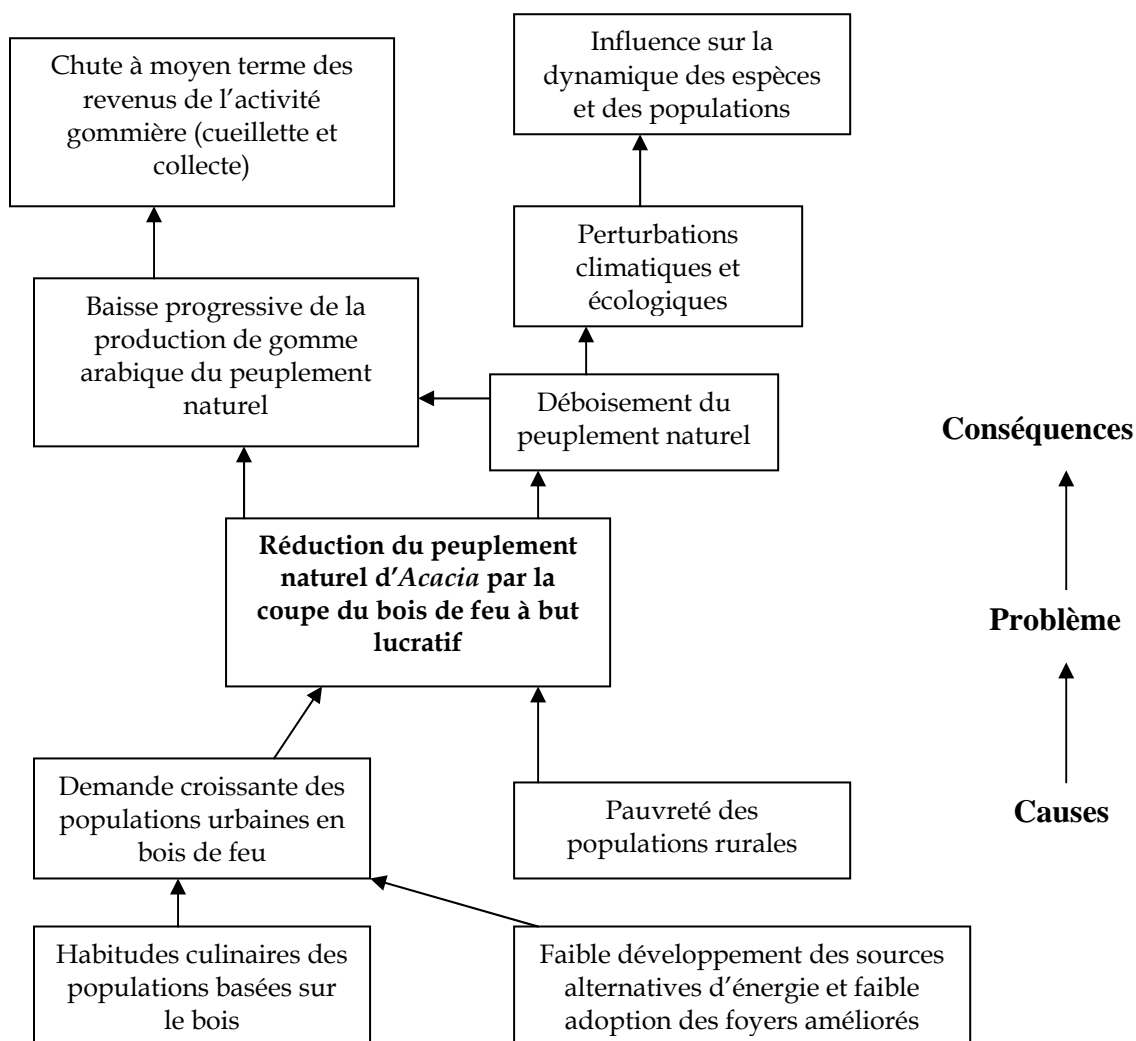 Chute à moyen terme des
revenus de l’activité
gommière (cueillette et
collecte)
Influence sur la
dynamique des espèces
et des populations
Perturbations
climatiques et
écologiques
Baisse progressive de la
production de gomme
arabique du peuplement
naturel
Déboisement du
peuplement naturel
Conséquences
Réduction du peuplement
naturel d’Acacia par la
coupe du bois de feu à but
lucratif
Problème
Demande croissante des
populations urbaines en
bois de feu
Pauvreté des
populations rurales
Causes
Habitudes culinaires des
populations basées sur
le bois
Faible développement des sources
alternatives d’énergie et faible
adoption des foyers améliorés